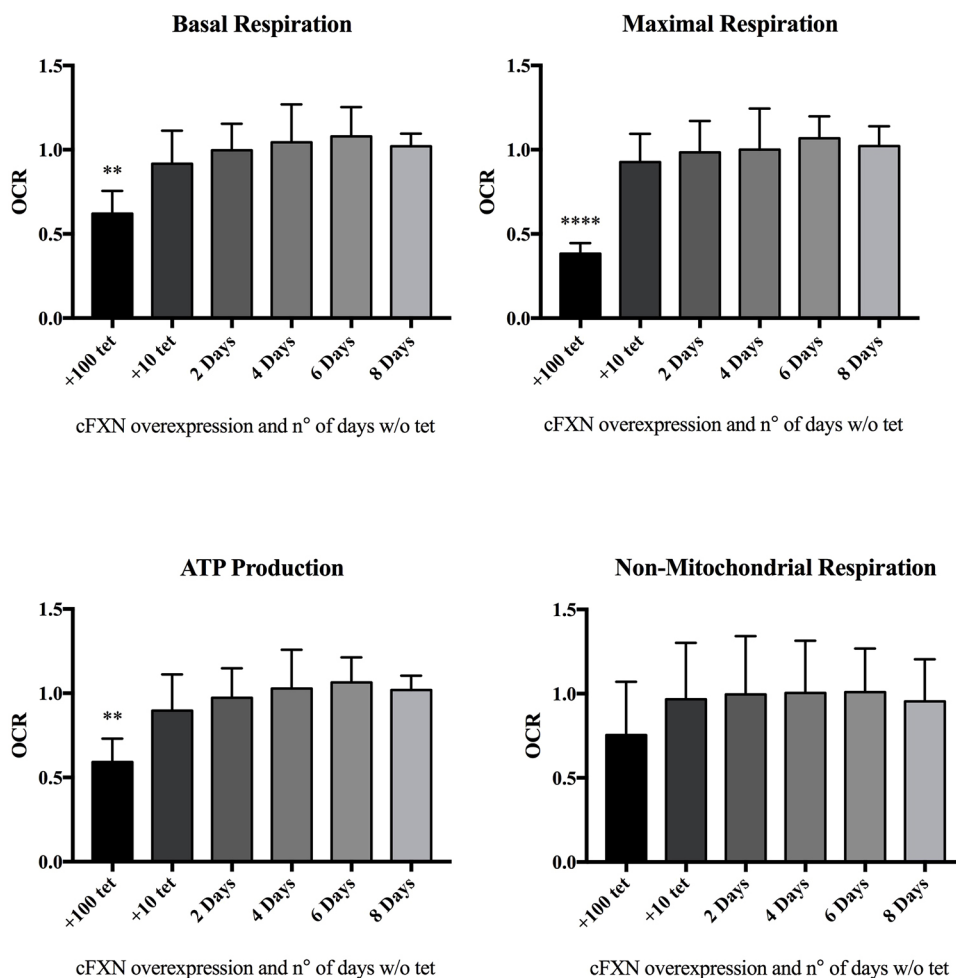 Basal Respiration
1.5
1.0
0.5
0.0
OCR
**
+100 tet
+10 tet
2 Days
4 Days
6 Days
8 Days
cFXN overexpression and n° of days w/o tet
Maximal Respiration
1.5
1.0
0.5
0.0
OCR
****
+100 tet
+10 tet
2 Days
4 Days
6 Days
8 Days
cFXN overexpression and n° of days w/o tet
ATP Production
1.5
1.0
0.5
0.0
OCR
**
+100 tet
+10 tet
2 Days
4 Days
6 Days
8 Days
cFXN overexpression and n° of days w/o tet
Non-Mitochondrial Respiration
1.5
1.0
0.5
0.0
OCR
+100 tet
+10 tet
2 Days
4 Days
6 Days
8 Days
cFXN overexpression and n° of days w/o tet